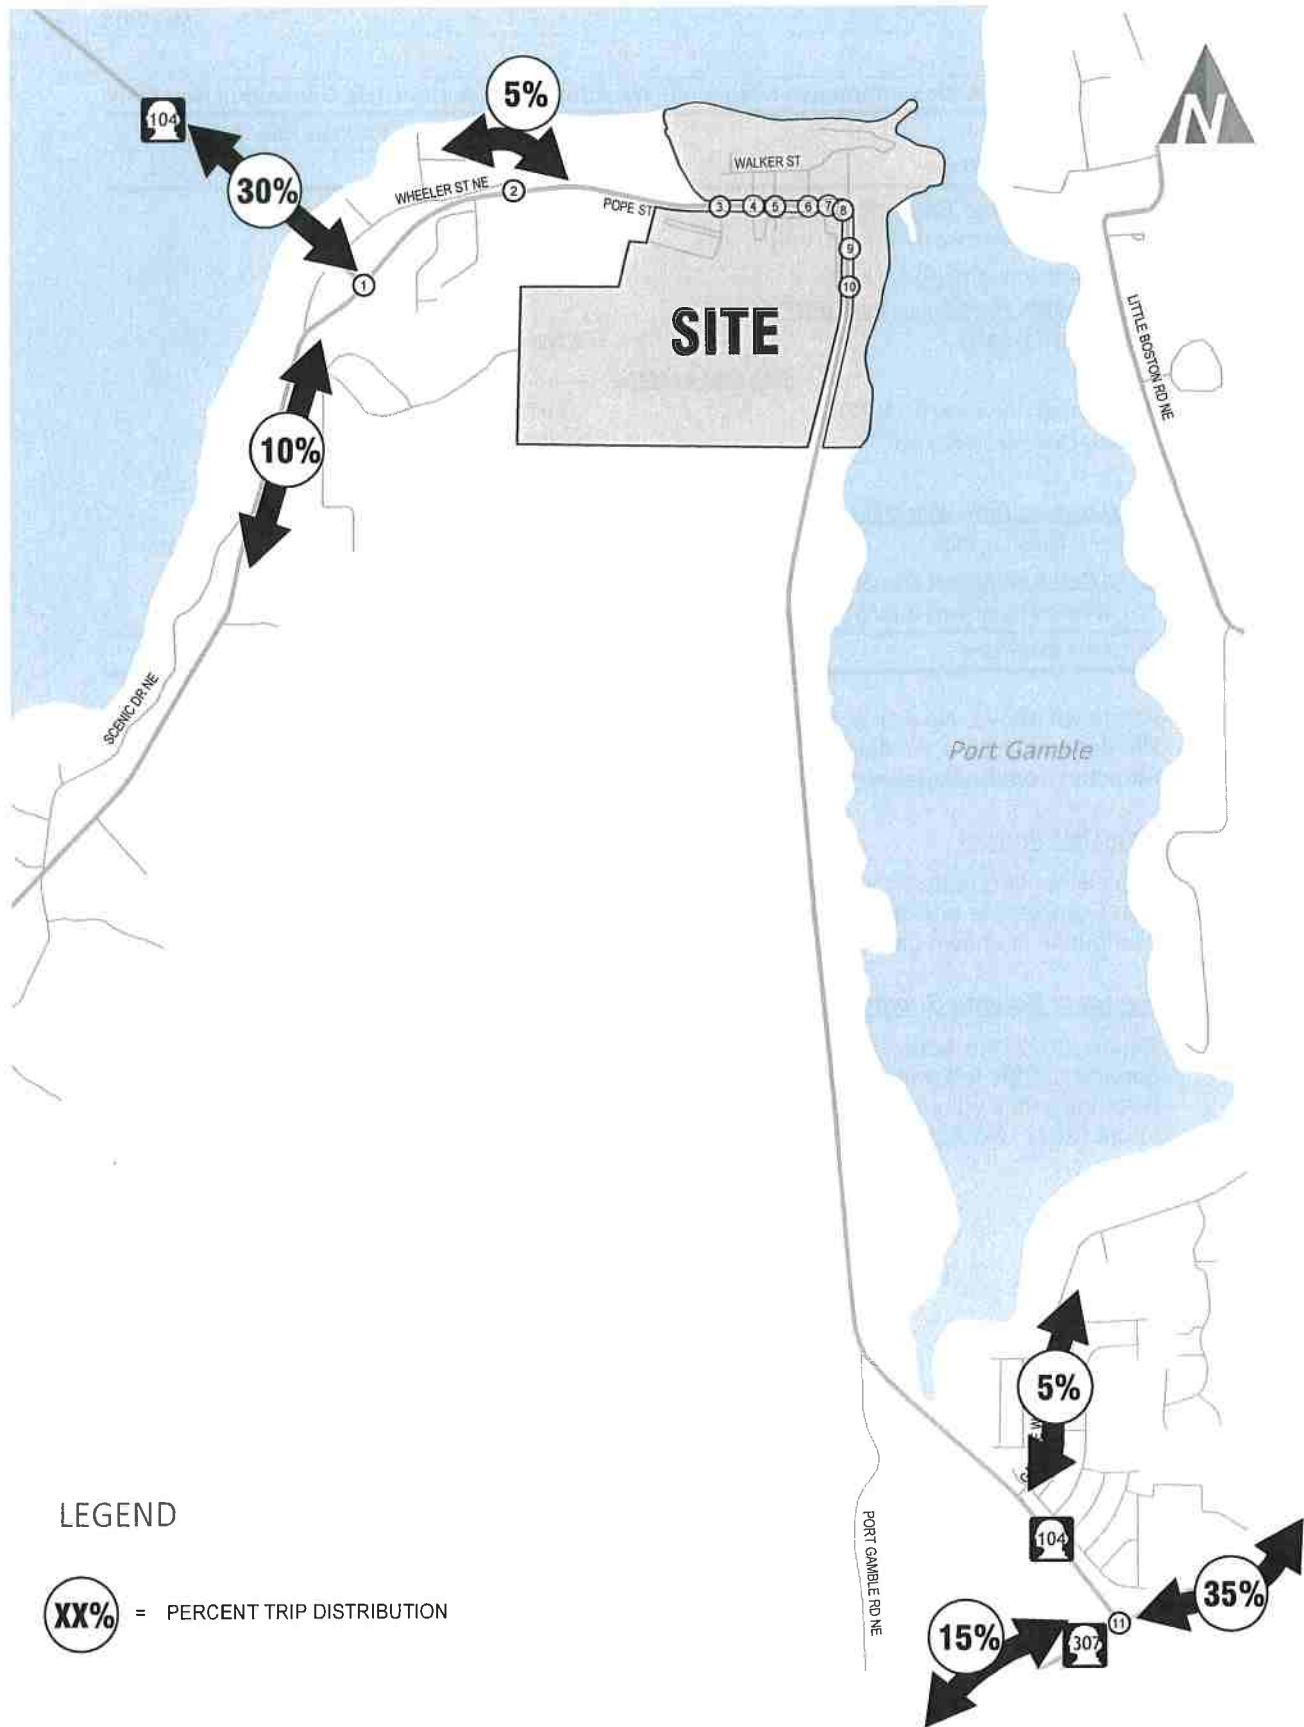 5%
104
30%
WALKER ST
WHEELER ST NE
2
POPE ST
3
4
5
6
7
8
9
10
1
N
SITE
LITTLE BOSTON RD NE
10%
SCENIC DR NE
Port Gamble
5%
LEGEND
104
PORT GAMBLE RD NE
XX% = PERCENT TRIP DISTRIBUTION
35%
11
15%
307